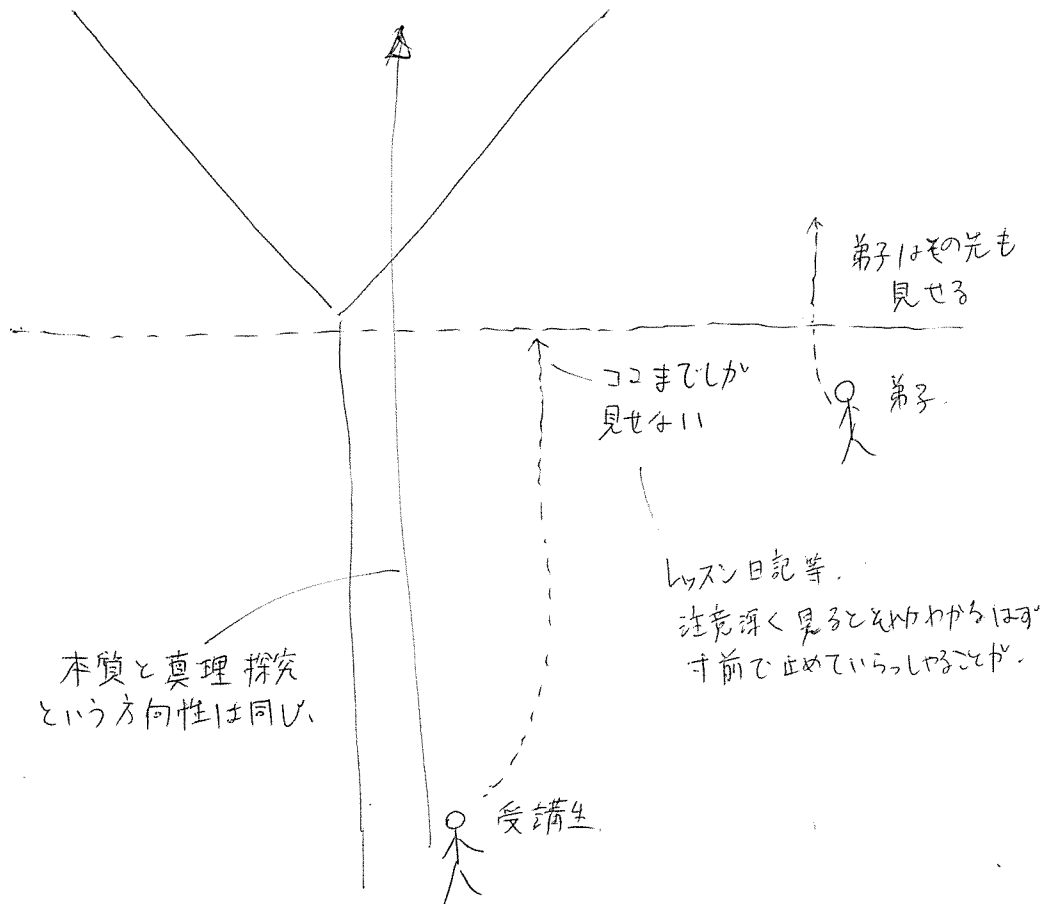 弟子はその先も
見せる
ココまでしか
見せない
弟子.
レッスン日記等.
注意深く見るとそれがわかるはず
寸前で止めていらっしゃることが.
本質と真理探究
という方向性は同じ、
受講生